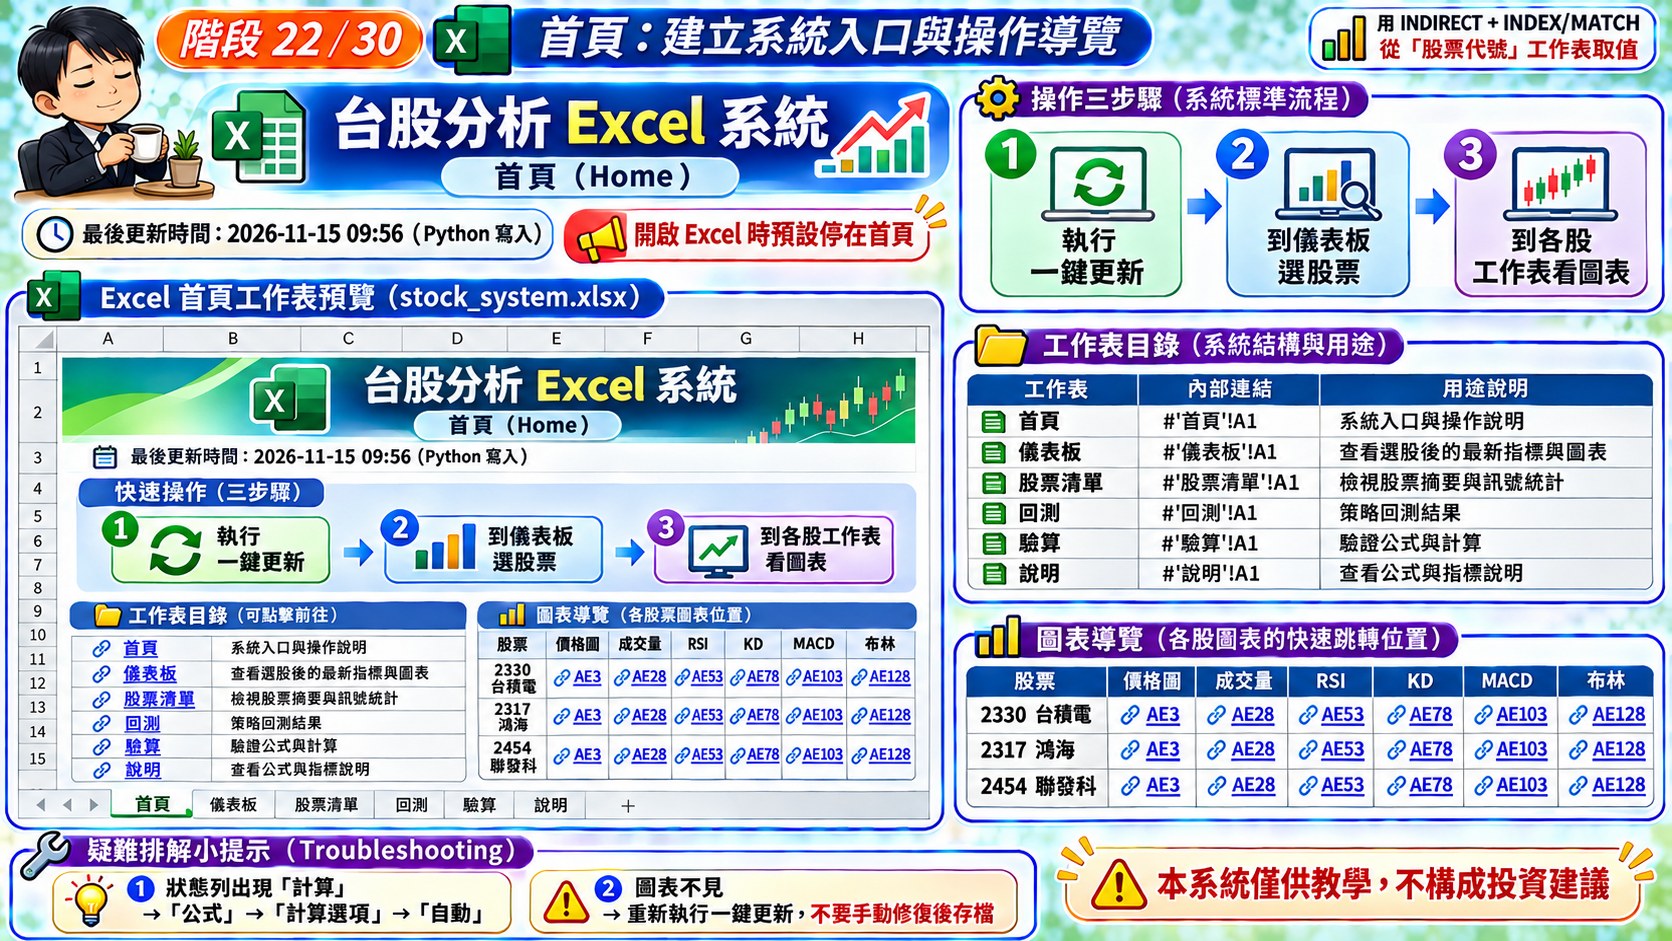 階段 22/30
首頁：建立系統入口與操作導覽
用 INDIRECT + INDEX/MATCH
從「股票代號」工作表取值
台股分析 Excel 系統
首頁（Home）
最後更新時間：2026-11-15 09:56（Python 寫入）
開啟 Excel 時預設停在首頁
Excel 首頁工作表預覽（stock_system.xlsx）
A B C D E F G H
1
2
3
4
5
6
7
8
9
10
11
12
13
14
15
台股分析 Excel 系統
首頁（Home）
最後更新時間：2026-11-15 09:56（Python 寫入）
快速操作（三步驟）
1 執行
一鍵更新
2 到儀表板
選股票
3 到各股工作表
看圖表
工作表目錄（可點擊前往）
首頁 系統入口與操作說明
儀表板 查看選股後的最新指標與圖表
股票清單 檢視股票摘要與訊號統計
回測 策略回測結果
驗算 驗證公式與計算
說明 查看公式與指標說明
圖表導覽（各股票圖表位置）
股票 價格圖 成交量 RSI KD MACD 布林
2330
台積電 AE3 AE28 AE53 AE78 AE103 AE128
2317
鴻海 AE3 AE28 AE53 AE78 AE103 AE128
2454
聯發科 AE3 AE28 AE53 AE78 AE103 AE128
首頁 儀表板 股票清單 回測 驗算 說明 +
操作三步驟（系統標準流程）
1
執行
一鍵更新
2
到儀表板
選股票
3
到各股
工作表看圖表
工作表目錄（系統結構與用途）
工作表 內部連結 用途說明
首頁 #'首頁'!A1 系統入口與操作說明
儀表板 #'儀表板'!A1 查看選股後的最新指標與圖表
股票清單 #'股票清單'!A1 檢視股票摘要與訊號統計
回測 #'回測'!A1 策略回測結果
驗算 #'驗算'!A1 驗證公式與計算
說明 #'說明'!A1 查看公式與指標說明
圖表導覽（各股圖表的快速跳轉位置）
股票 價格圖 成交量 RSI KD MACD 布林
2330 台積電 AE3 AE28 AE53 AE78 AE103 AE128
2317 鴻海 AE3 AE28 AE53 AE78 AE103 AE128
2454 聯發科 AE3 AE28 AE53 AE78 AE103 AE128
疑難排解小提示（Troubleshooting）
1 狀態列出現「計算」
→「公式」→「計算選項」→「自動」
2 圖表不見
→ 重新執行一鍵更新，不要手動修復後存檔
本系統僅供教學，不構成投資建議